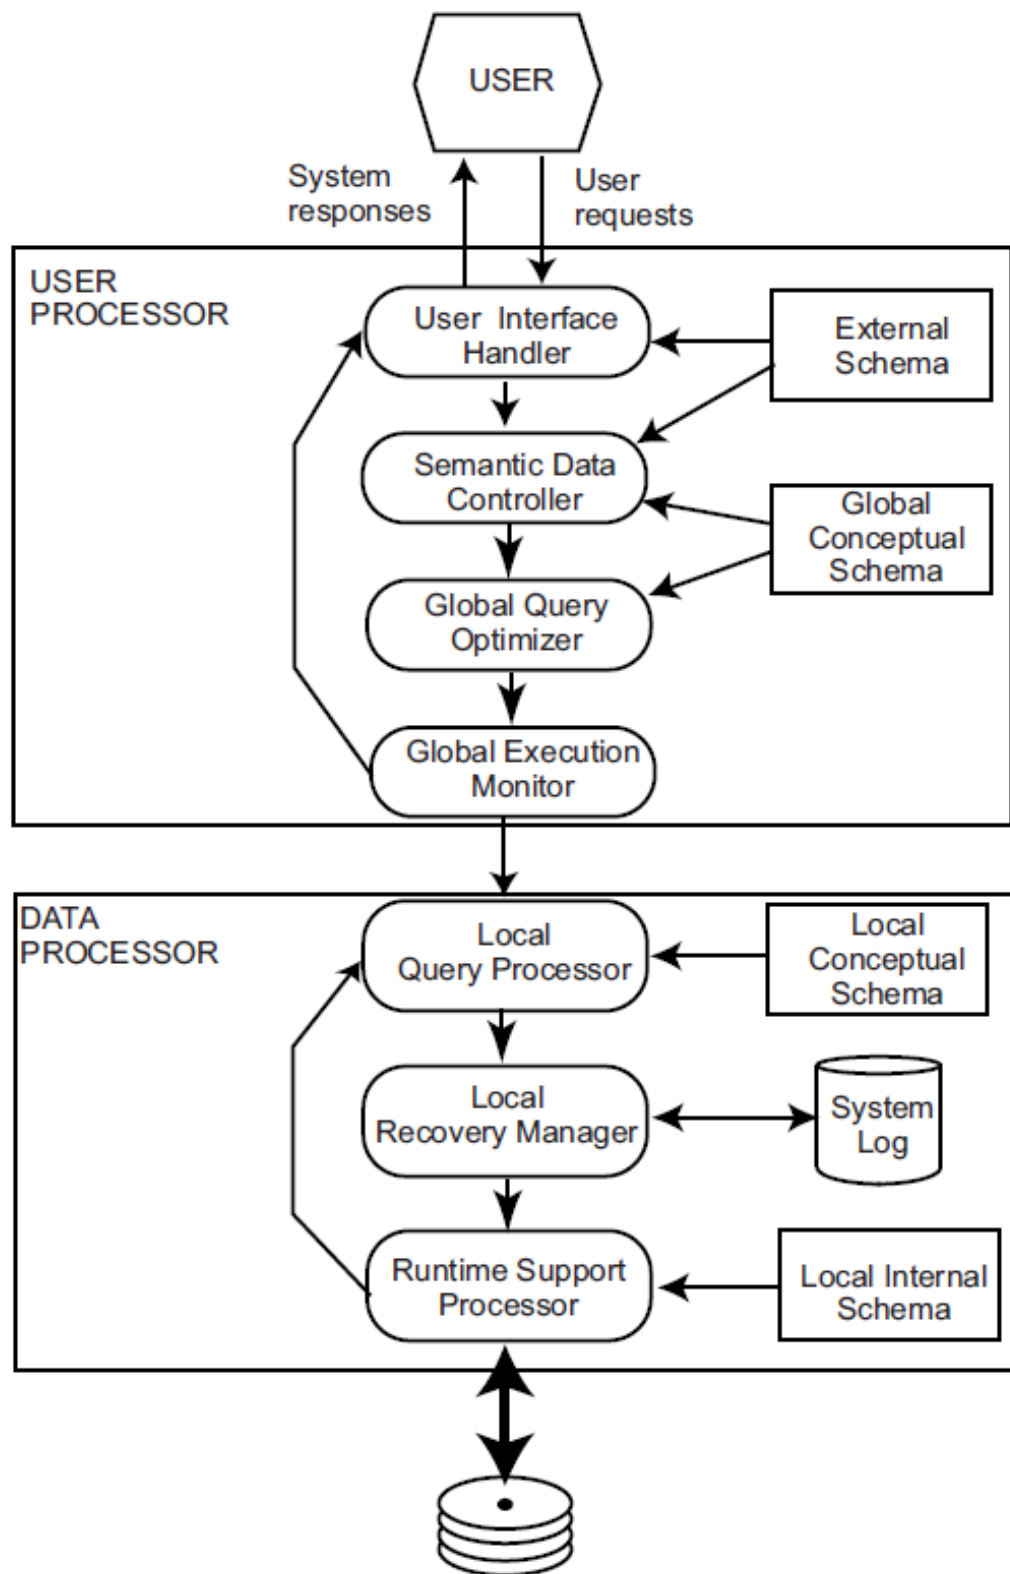 USER
System
responses
User
requests
USER
PROCESSOR
User Interface
Handler
External
Schema
Semantic Data
Controller
Global
Conceptual
Schema
Global Query
Optimizer
Global Execution
Monitor
DATA
PROCESSOR
Local
Query Processor
Local
Conceptual
Schema
Local
Recovery Manager
System
Log
Runtime Support
Processor
Local Internal
Schema